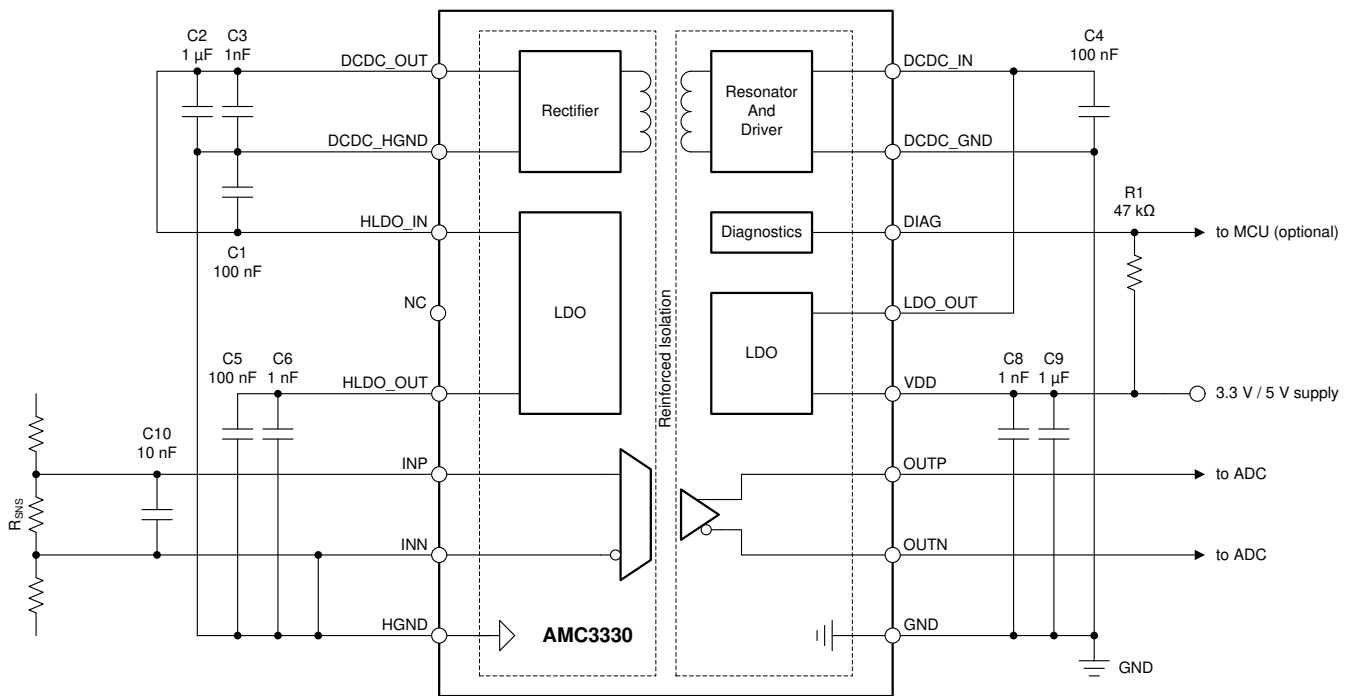 C2
1 µF
C3
1nF
DCDC_OUT
DCDC_HGND
HLDO_IN
C1
100 nF
NC
C5
100 nF
C6
1 nF
HLDO_OUT
C10
10 nF
INP
R_SNS
INN
HGND
Rectifier
LDO
Reinforced Isolation
AMC3330
Resonator
And
Driver
Diagnostics
LDO
DCDC_IN
C4
100 nF
DCDC_GND
R1
47 kΩ
DIAG
to MCU (optional)
LDO_OUT
C8
1 nF
C9
1 µF
VDD
3.3 V / 5 V supply
OUTP
to ADC
OUTN
to ADC
GND
GND